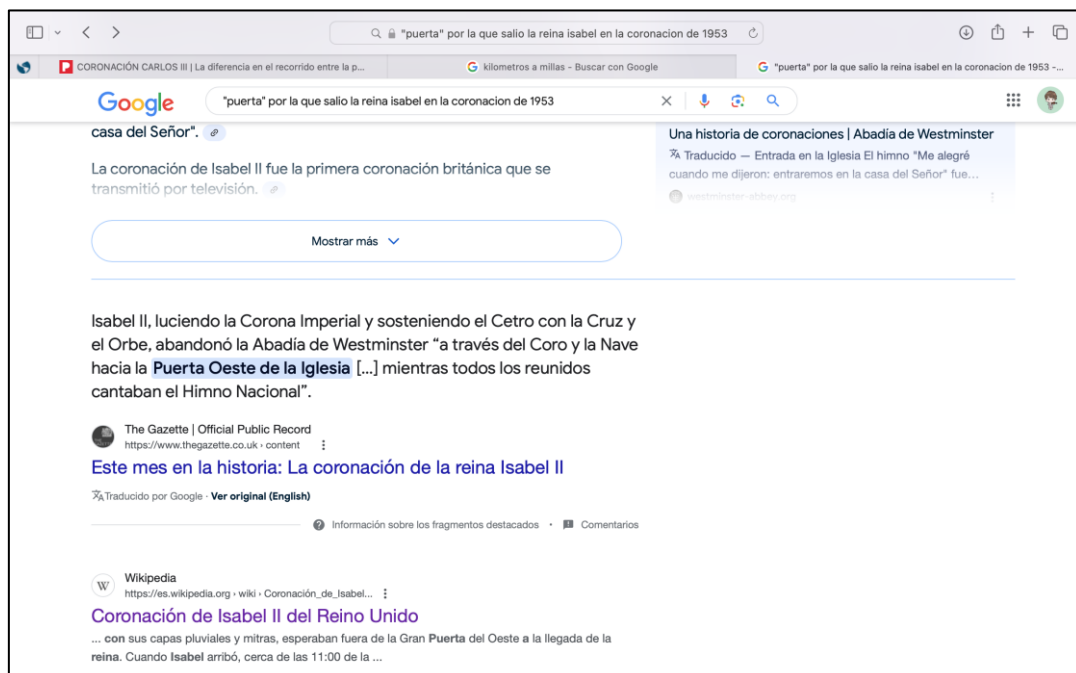 "puerta" por la que salio la reina isabel en la coronacion de 1953
CORONACIÓN CARLOS III | La diferencia en el recorrido entre la p...
kilometros a millas - Buscar con Google
"puerta" por la que salio la reina isabel en la coronacion de 1953 -...
Google
"puerta" por la que salio la reina isabel en la coronacion de 1953
casa del Señor".
La coronación de Isabel II fue la primera coronación británica que se
transmitió por televisión.
Una historia de coronaciones | Abadía de Westminster
Traducido — Entrada en la Iglesia El himno "Me alegré
cuando me dijeron: entraremos en la casa del Señor" fue...
westminster-abbey.org
Mostrar más
Isabel II, luciendo la Corona Imperial y sosteniendo el Cetro con la Cruz y
el Orbe, abandonó la Abadía de Westminster “a través del Coro y la Nave
hacia la Puerta Oeste de la Iglesia [...] mientras todos los reunidos
cantaban el Himno Nacional”.
The Gazette | Official Public Record
https://www.thegazette.co.uk › content
Este mes en la historia: La coronación de la reina Isabel II
Traducido por Google · Ver original (English)
Información sobre los fragmentos destacados · Comentarios
W
Wikipedia
https://es.wikipedia.org › wiki › Coronación_de_Isabel...
Coronación de Isabel II del Reino Unido
... con sus capas pluviales y mitras, esperaban fuera de la Gran Puerta del Oeste a la llegada de la
reina. Cuando Isabel arribó, cerca de las 11:00 de la ...